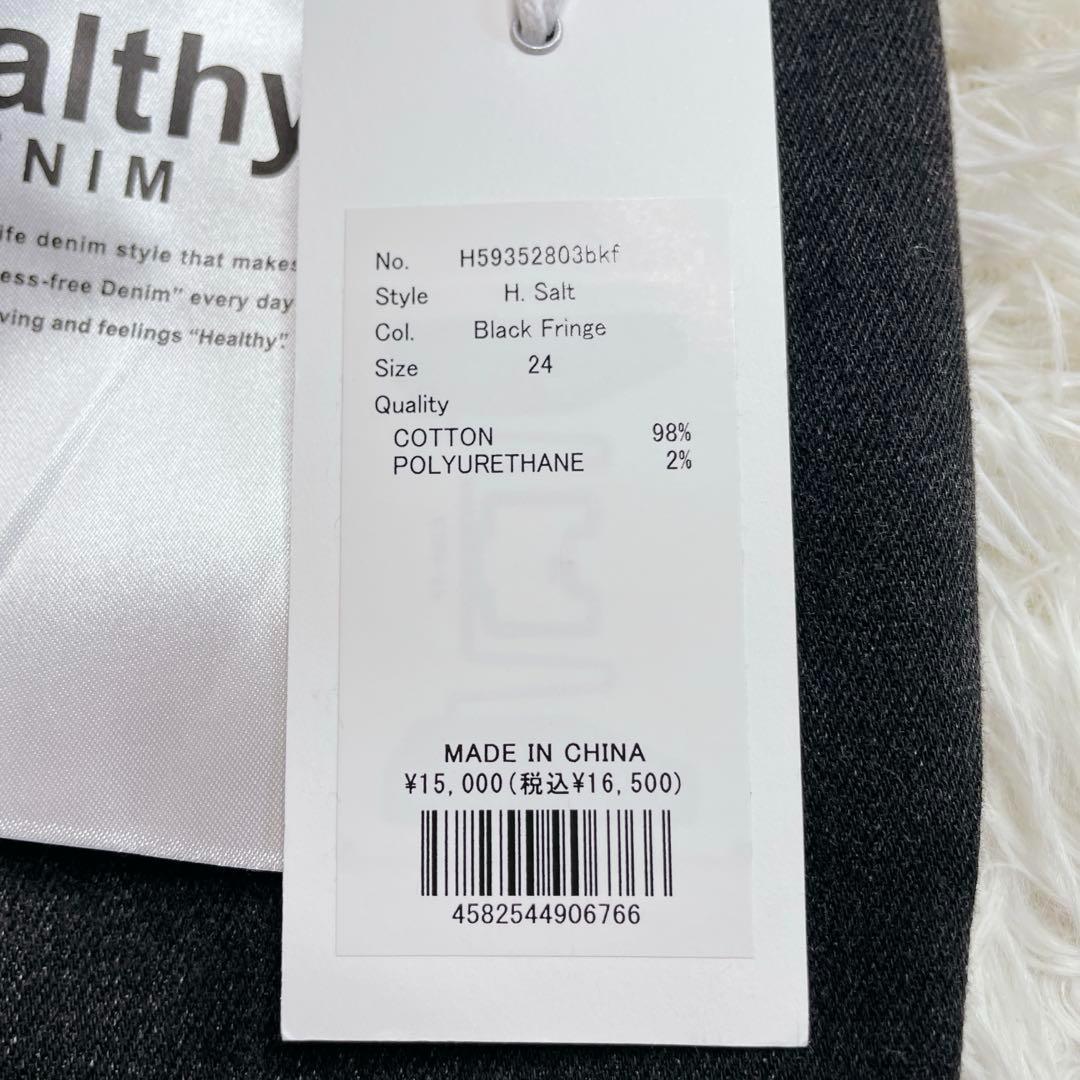 althy
NIM
ife denim style that makes
ess-free Denim" every day
ving and feelings "Healthy".
No. H59352803bkf
Style H. Salt
Col. Black Fringe
Size 24
Quality
COTTON 98%
POLYURETHANE 2%
MADE IN CHINA
¥15,000(税込¥16,500)
4582544906766